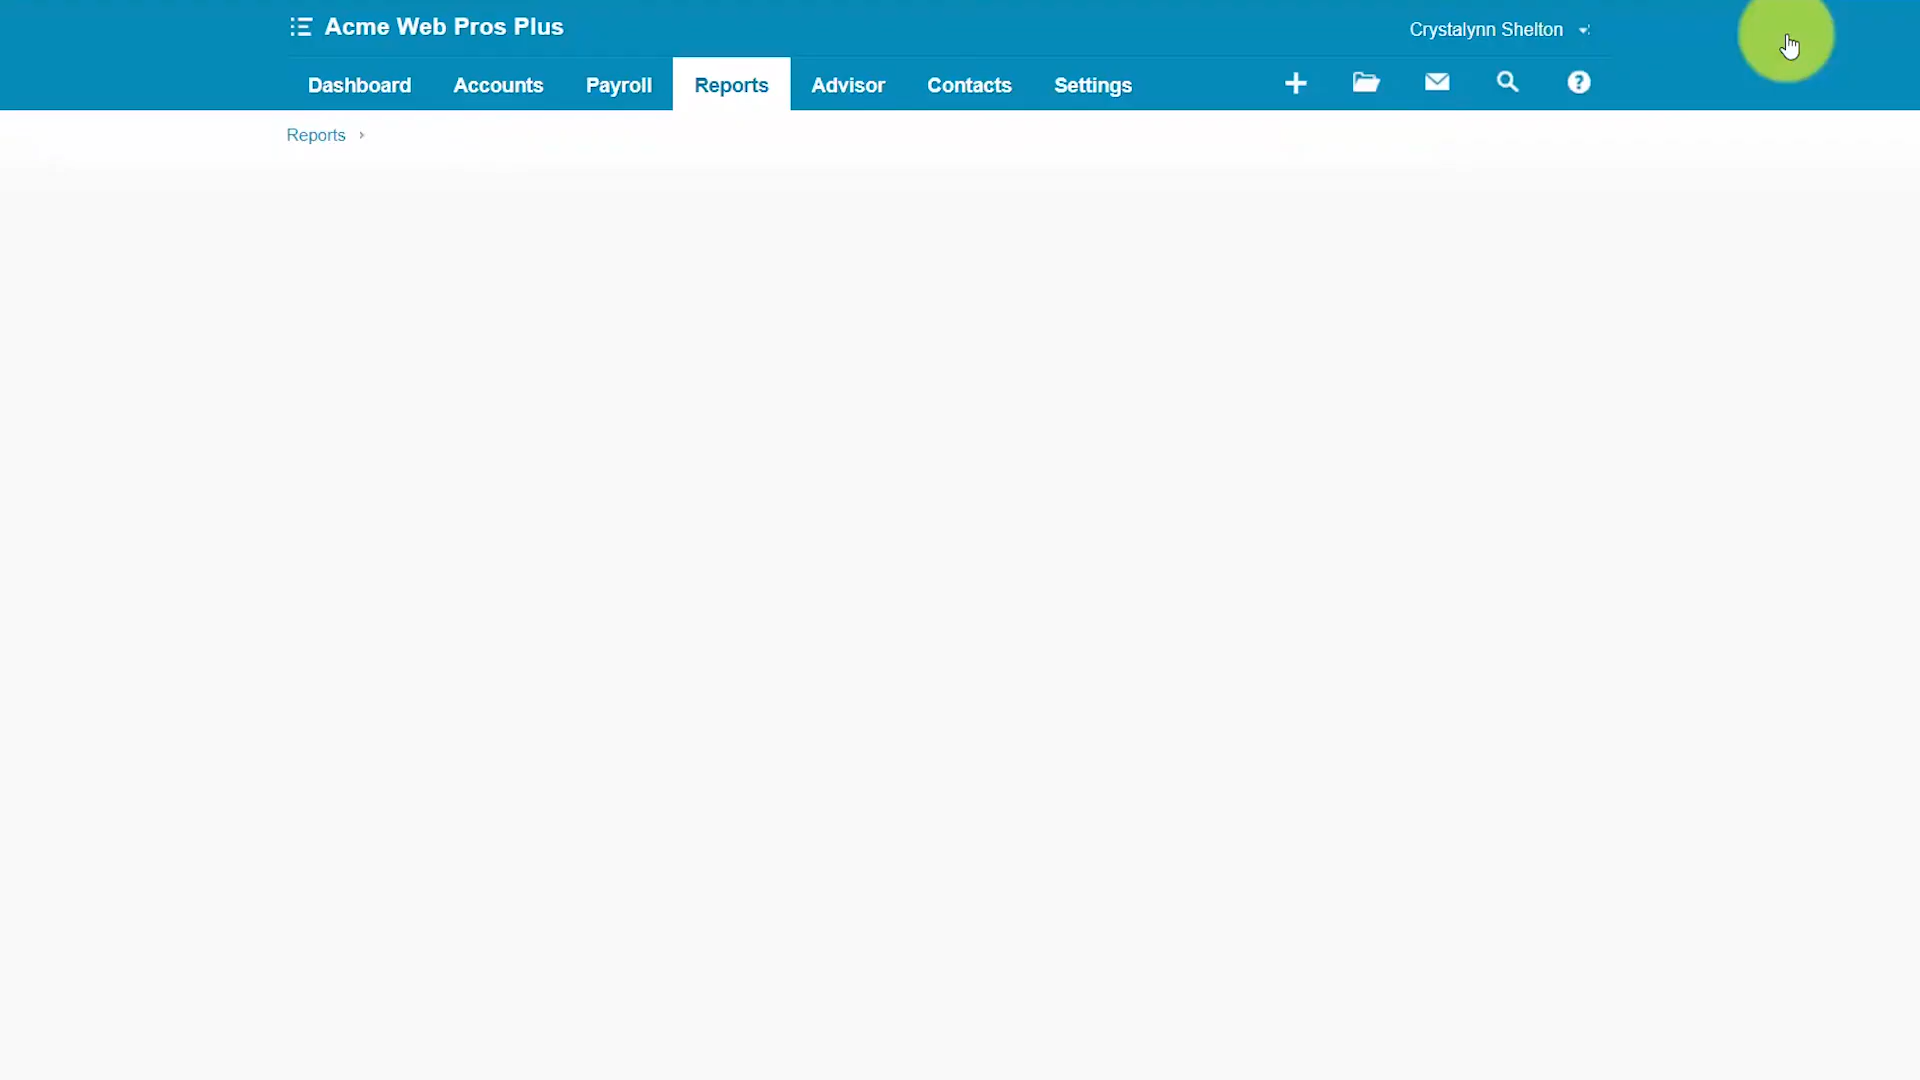 Acme Web Pros Plus
Crystalynn Shelton
Dashboard Accounts Payroll Reports Advisor Contacts Settings
Reports ›